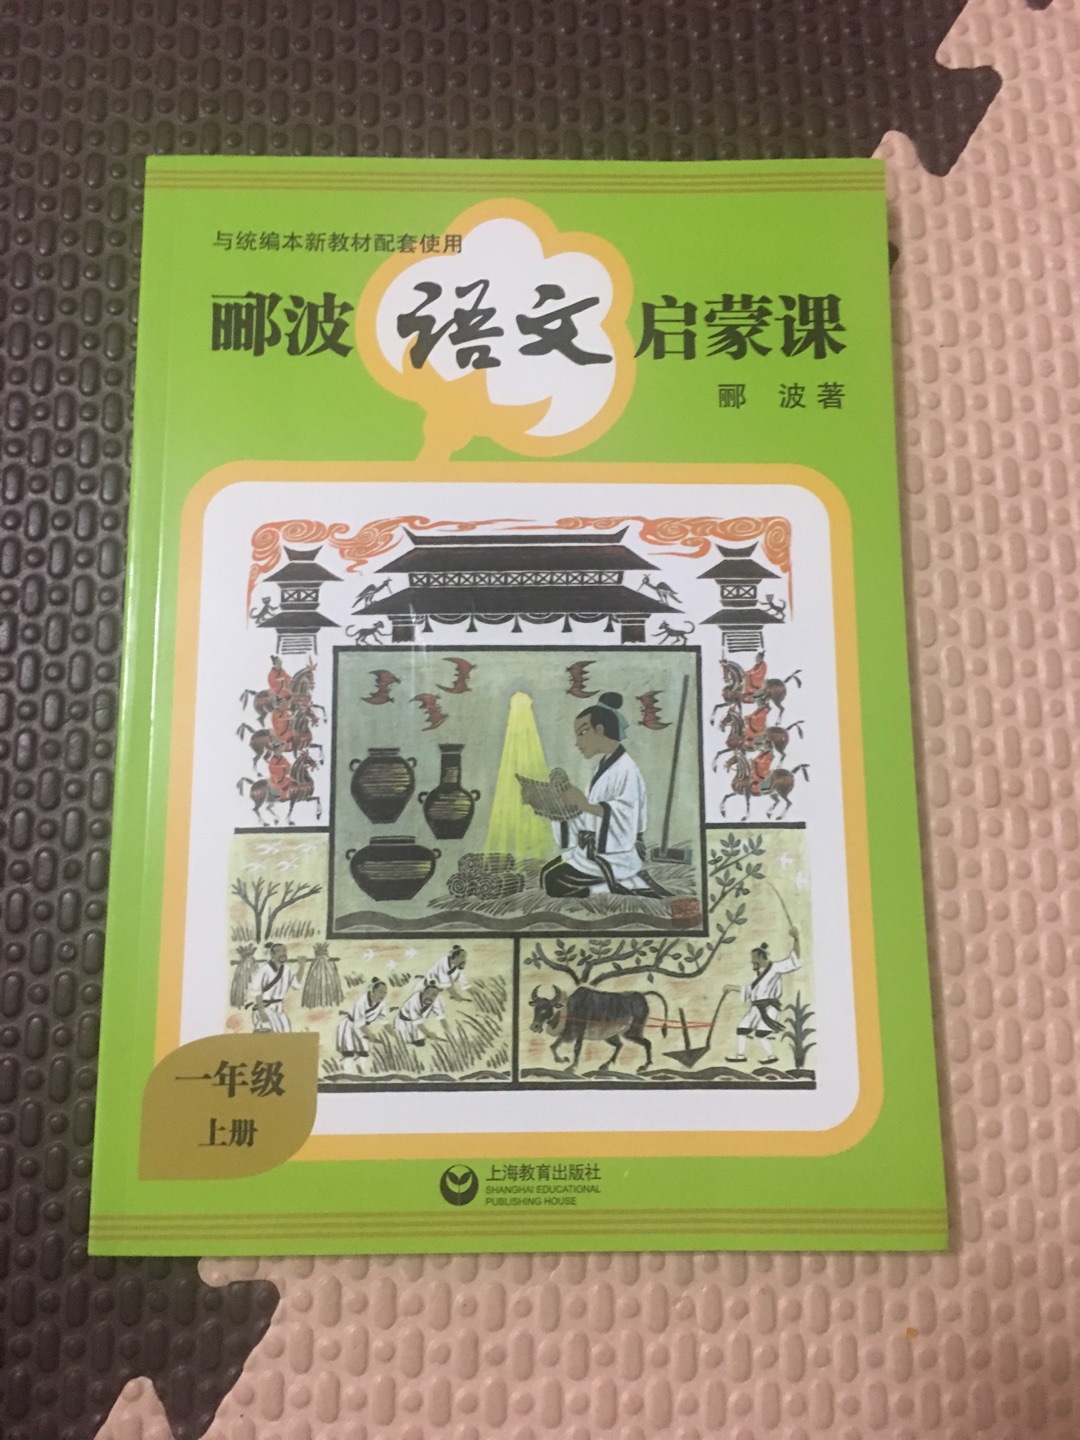 与统编本新教材配套使用
郦波语文启蒙课
郦 波 著
一年级
上册
上海教育出版社
SHANGHAI EDUCATIONAL
PUBLISHING HOUSE